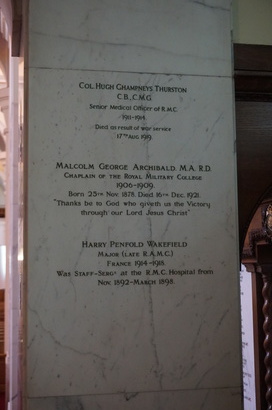 Col. Hugh Champneys Thurston
C.B., C.M.G.
Senior Medical Officer of R.M.C.
1911-1914.
Died as result of war service
17TH Aug 1919.
Malcolm George Archibald M.A. R.D.
Chaplain of the Royal Military College
1906-1909.
Born 25TH Nov. 1878. Died 16TH Dec. 1921.
"Thanks be to God who giveth us the Victory
through our Lord Jesus Christ"
Harry Penfold Wakefield
Major (late R.A.M.C.)
France 1914-1918.
Was Staff-Sergt at the R.M.C. Hospital from
Nov. 1892-March 1898.